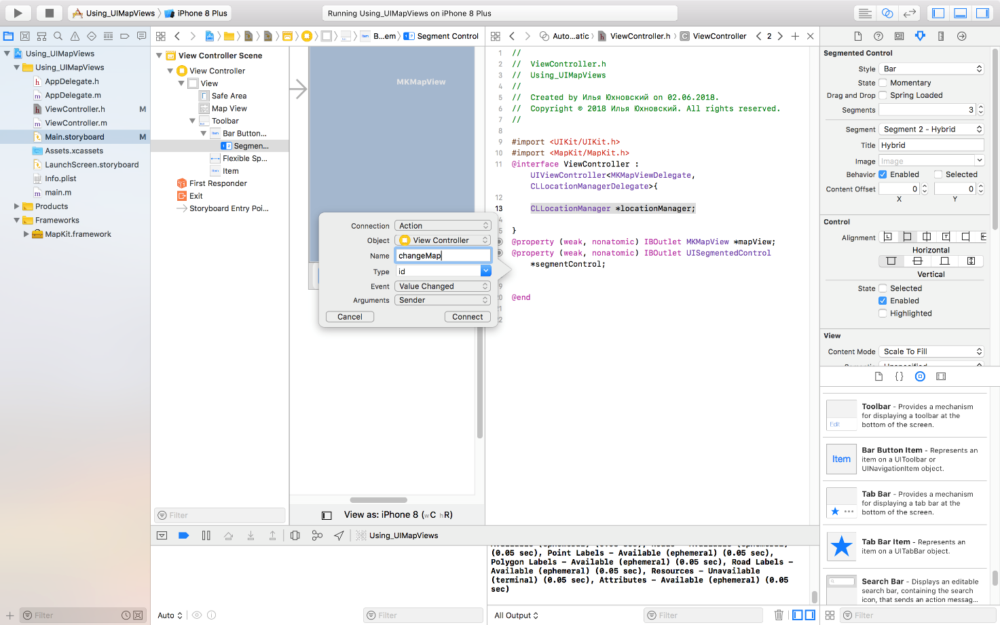 Using_UIMapViews
iPhone 8 Plus
Running Using_UIMapViews on iPhone 8 Plus
B...em
Segment Control
Auto...atic
ViewController.h
ViewController
2
Using_UIMapViews
Using_UIMapViews
AppDelegate.h
AppDelegate.m
ViewController.h M
ViewController.m
Main.storyboard M
Assets.xcassets
LaunchScreen.storyboard
Info.plist
main.m
Products
Frameworks
MapKit.framework
Filter
View Controller Scene
View Controller
View
Safe Area
Map View
Toolbar
Bar Button...
Segmen...
Flexible Sp...
Item
First Responder
Exit
Storyboard Entry Poi...
Filter
MKMapView
Connection Action
Object View Controller
Name changeMap
Type id
Event Value Changed
Arguments Sender
Cancel Connect
View as: iPhone 8 (wC hR)
1 //
2 // ViewController.h
3 // Using_UIMapViews
4 //
5 // Created by Илья Юхновский on 02.06.2018.
6 // Copyright © 2018 Илья Юхновский. All rights reserved.
7 //
8
9 #import <UIKit/UIKit.h>
10 #import <MapKit/MapKit.h>
11 @interface ViewController :
UIViewController<MKMapViewDelegate,
CLLocationManagerDelegate>{
12
13 CLLocationManager *locationManager;
4
5 }
@property (weak, nonatomic) IBOutlet MKMapView *mapView;
@property (weak, nonatomic) IBOutlet UISegmentedControl
*segmentControl;
9
20 @end
21
2
Using_UIMapViews
(0.05 sec), Point Labels - Available (ephemeral) (0.05 sec),
Polygon Labels - Available (ephemeral) (0.05 sec), Road Labels -
Available (ephemeral) (0.05 sec), Resources - Unavailable
(terminal) (0.05 sec), Attributes - Available (ephemeral) (0.05
sec)
Auto
Filter
All Output
Filter
Segmented Control
Style Bar
State Momentary
Drag and Drop Spring Loaded
Segments 3
Segment Segment 2 - Hybrid
Title Hybrid
Image Image
Behavior Enabled Selected
Content Offset 0 0
X Y
Control
Alignment
Horizontal
Vertical
State Selected
Enabled
Highlighted
View
Content Mode Scale To Fill
Toolbar - Provides a mechanism
for displaying a toolbar at the
bottom of the screen.
Edit
Item
Bar Button Item - Represents an
item on a UIToolbar or
UINavigationItem object.
Tab Bar - Provides a mechanism
for displaying a tab bar at the
bottom of the screen.
Tab Bar Item - Represents an
item on a UITabBar object.
Search Bar - Displays an editable
search bar, containing the search
icon, that sends an action messag...
Filter